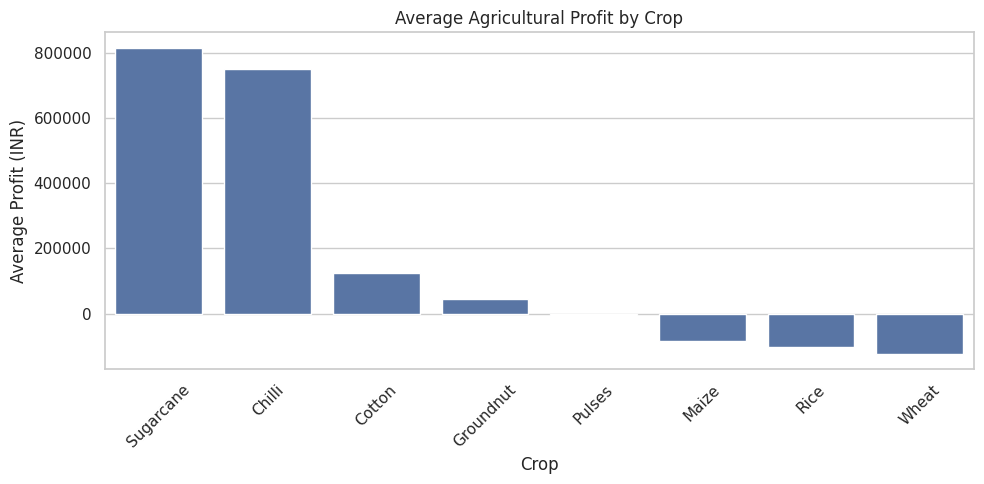 Average Agricultural Profit by Crop
Average Profit (INR)
800000
600000
400000
200000
0
Sugarcane
Chilli
Cotton
Groundnut
Pulses
Maize
Rice
Wheat
Crop